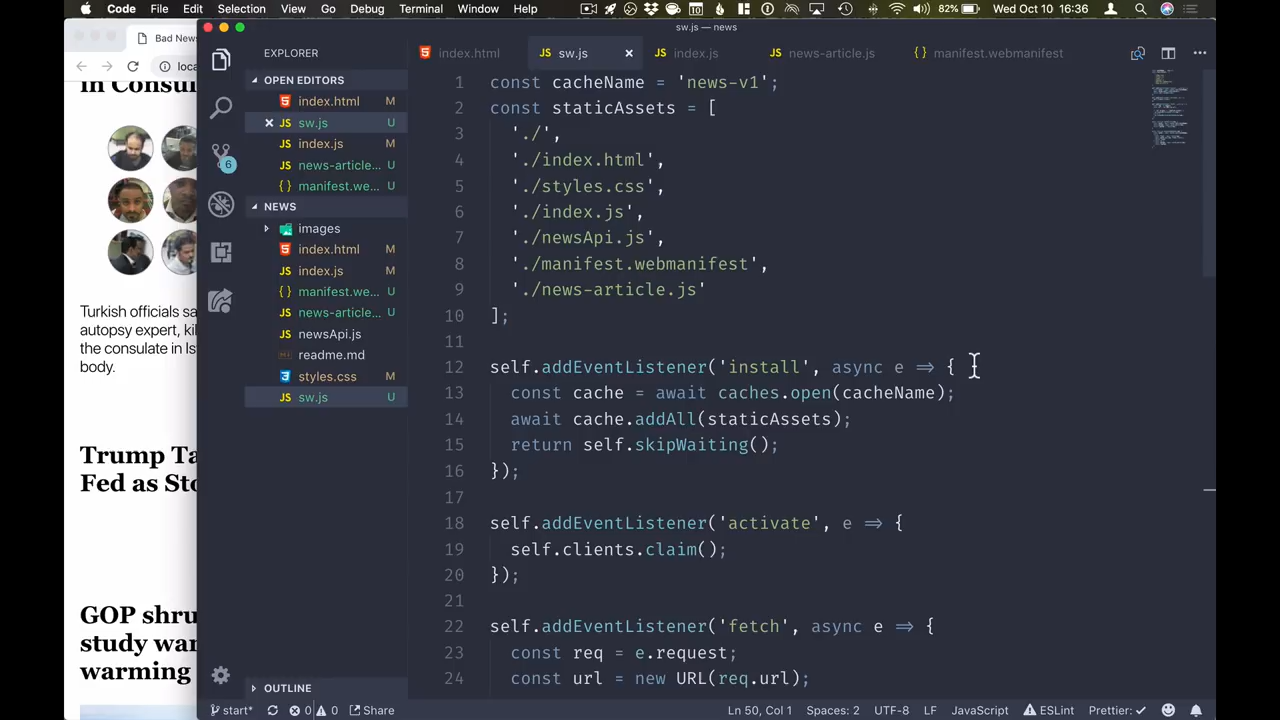 Code File Edit Selection View Go Debug Terminal Window Help 82% Wed Oct 10 16:36
Bad News
sw.js — news
loca
in Consul
Turkish officials sa
autopsy expert, kil
the consulate in Ist
body.
Trump Ta
Fed as Sto
GOP shru
study war
warming
EXPLORER
OPEN EDITORS
index.html M
sw.js U
index.js M
news-article... U
manifest.we... U
6
NEWS
images
index.html M
index.js M
manifest.we... U
news-article... U
newsApi.js
readme.md
styles.css M
sw.js U
OUTLINE
index.html sw.js index.js news-article.js manifest.webmanifest
1 const cacheName = 'news-v1';
2 const staticAssets = [
3 './',
4 './index.html',
5 './styles.css',
6 './index.js',
7 './newsApi.js',
8 './manifest.webmanifest',
9 './news-article.js'
10 ];
11
12 self.addEventListener('install', async e => {
13 const cache = await caches.open(cacheName);
14 await cache.addAll(staticAssets);
15 return self.skipWaiting();
16 });
17
18 self.addEventListener('activate', e => {
19 self.clients.claim();
20 });
21
22 self.addEventListener('fetch', async e => {
23 const req = e.request;
24 const url = new URL(req.url);
start* 0 0 Share Ln 50, Col 1 Spaces: 2 UTF-8 LF JavaScript ESLint Prettier: ✓